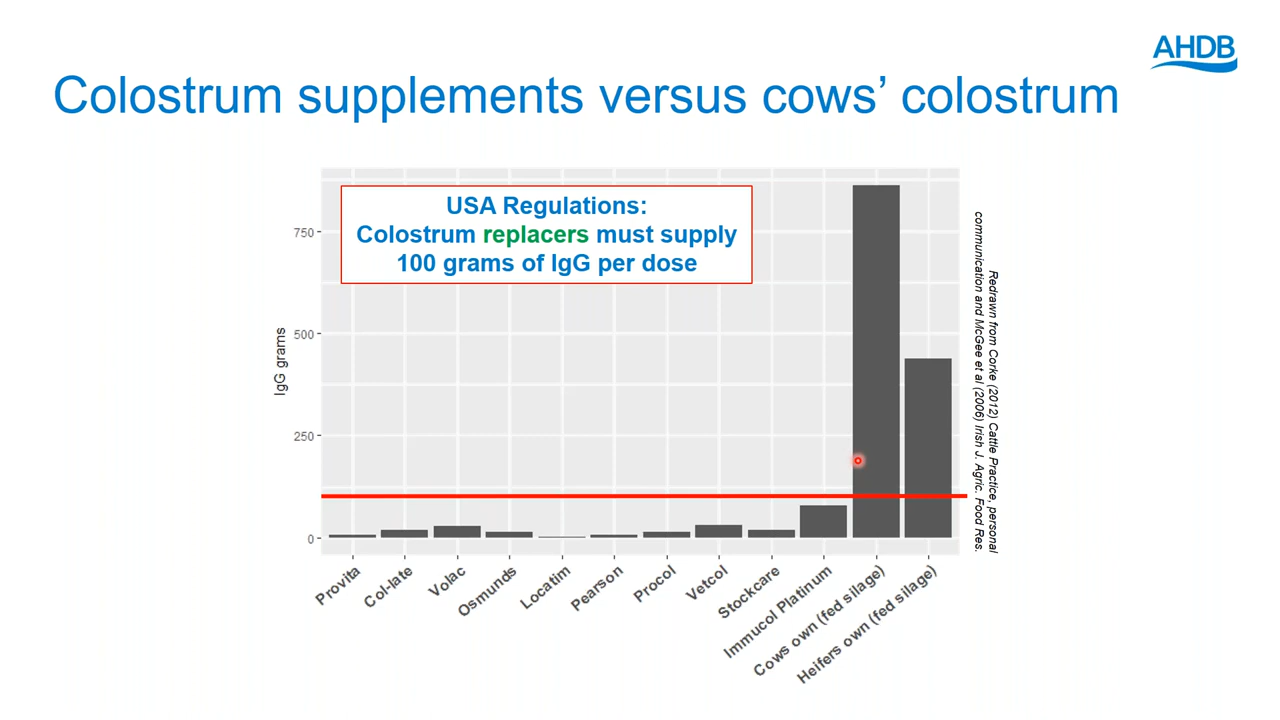 AHDB
Colostrum supplements versus cows’ colostrum
USA Regulations:
Colostrum replacers must supply
100 grams of IgG per dose
IgG grams
750
500
250
0
Provita
Col-late
Volac
Osmunds
Locatim
Pearson
Procol
Vetcol
Stockcare
Immucol Platinum
Cows own (fed silage)
Heifers own (fed silage)
Redrawn from Corke (2012) Cattle Practice, personal
communication and McGee et al (2006) Irish J. Agric. Food Res.